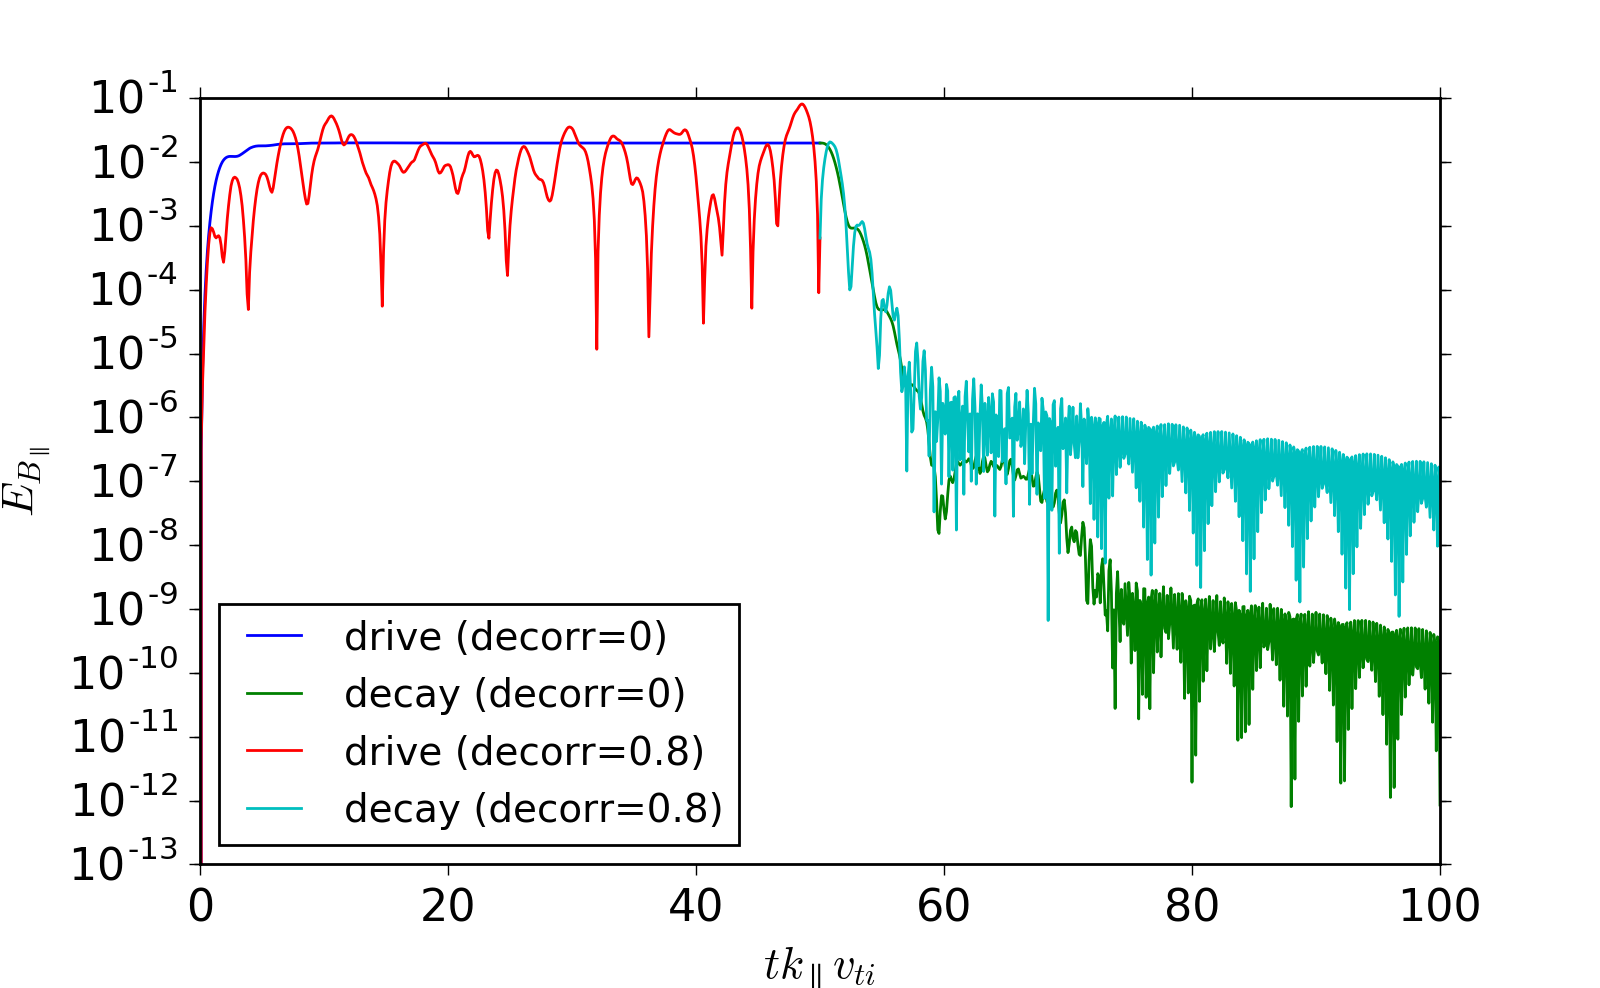 10^-1
10^-2
10^-3
10^-4
10^-5
10^-6
10^-7
10^-8
10^-9
10^-10
10^-11
10^-12
10^-13
E_{B_∥}
drive (decorr=0)
decay (decorr=0)
drive (decorr=0.8)
decay (decorr=0.8)
0 20 40 60 80 100
tk_∥ v_{ti}